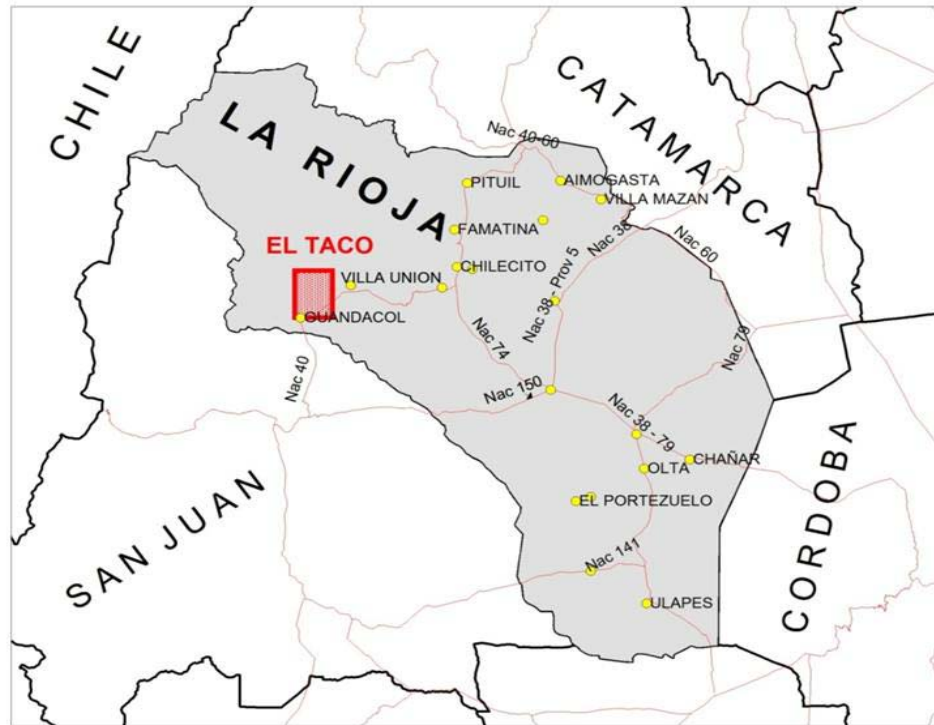 CHILE
CATAMARCA
LA RIOJA
Nac 40-60
PITUIL
AIMOGASTA
VILLA MAZAN
FAMATINA
Nac 38
Nac 60
EL TACO
CHILECITO
VILLA UNION
Nac 38 - Prov 5
GUANDACOL
Nac 74
Nac 79
Nac 40
Nac 150
Nac 38 - 79
CHAÑAR
OLTA
CORDOBA
SAN JUAN
EL PORTEZUELO
Nac 141
ULAPES